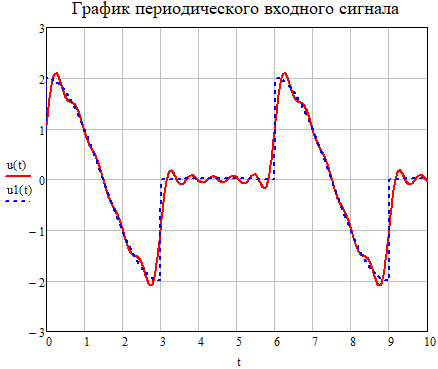 График периодического входного сигнала
3
2
1
0
− 1
− 2
− 3
u(t)
u1(t)
0 1 2 3 4 5 6 7 8 9 10
t